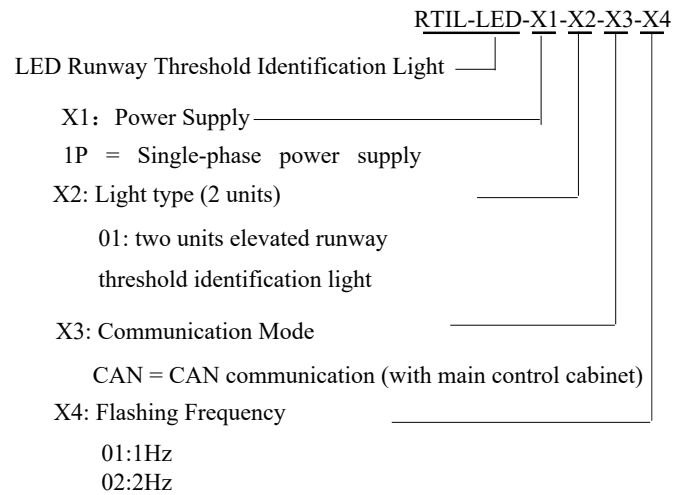 RTIL-LED-X1-X2-X3-X4
LED Runway Threshold Identification Light
X1：Power Supply
1P = Single-phase power supply
X2: Light type (2 units)
01: two units elevated runway
threshold identification light
X3: Communication Mode
CAN = CAN communication (with main control cabinet)
X4: Flashing Frequency
01:1Hz
02:2Hz